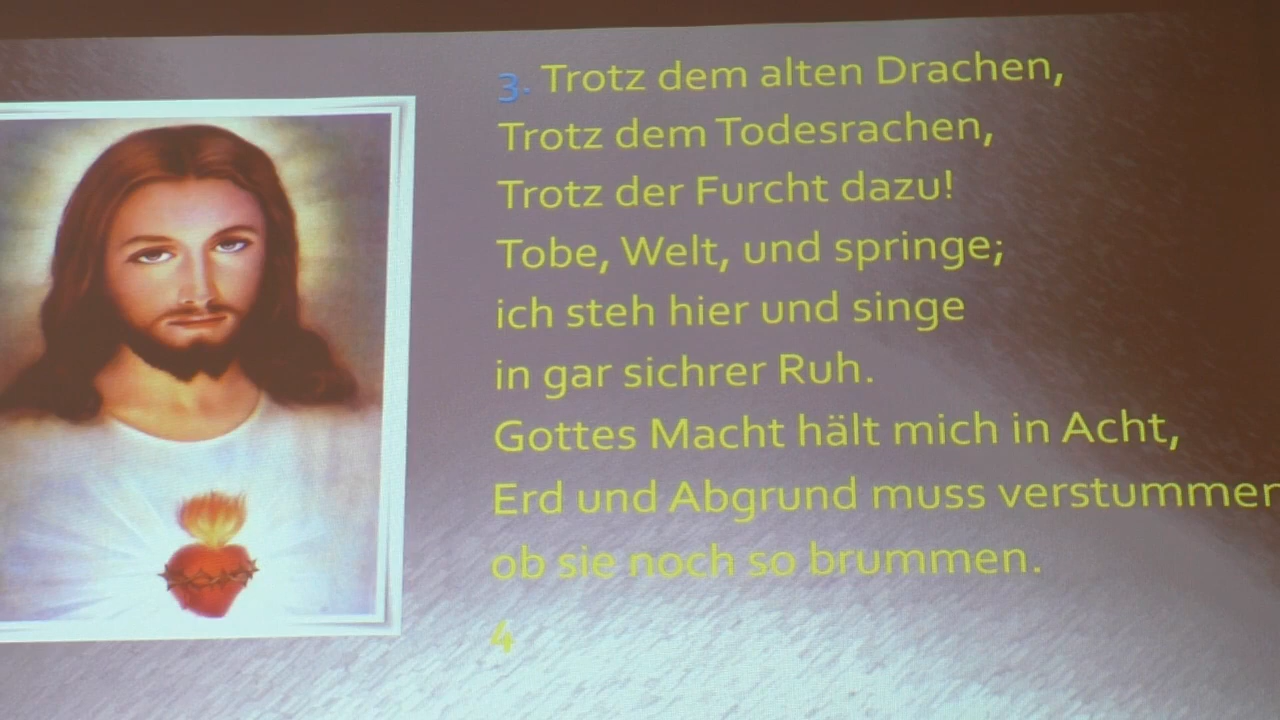 3. Trotz dem alten Drachen,
Trotz dem Todesrachen,
Trotz der Furcht dazu!
Tobe, Welt, und springe;
ich steh hier und singe
in gar sichrer Ruh.
Gottes Macht hält mich in Acht,
Erd und Abgrund muss verstummen
ob sie noch so brummen.
4